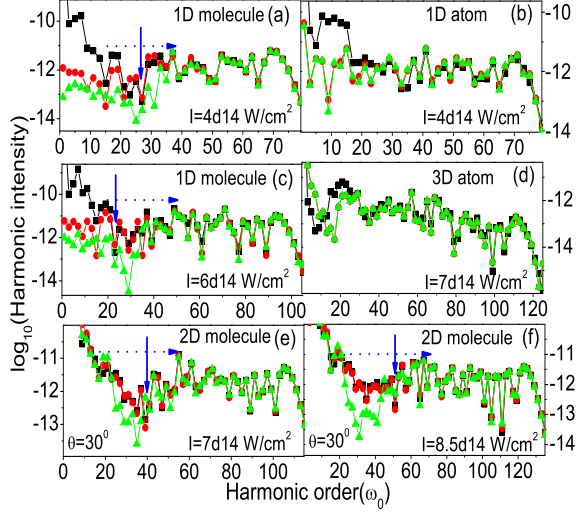 1D molecule (a)
-10
-12
-14
I=4d14 W/cm²
0 10 20 30 40 50 60 70
1D atom (b)
-10
-12
-14
I=4d14 W/cm²
0 10 20 30 40 50 60 70
1D molecule (c)
-10
-12
-14
I=6d14 W/cm²
0 20 40 60 80 100
3D atom (d)
-10
-12
-14
I=7d14 W/cm²
0 20 40 60 80 100 120
2D molecule (e)
-11
-12
-13
θ=30⁰
I=7d14 W/cm²
0 20 40 60 80 100
2D molecule (f)
-11
-12
-13
-14
θ=30⁰
I=8.5d14 W/cm²
20 40 60 80 100 120
log₁₀(Harmonic intensity)
Harmonic order(ω₀)